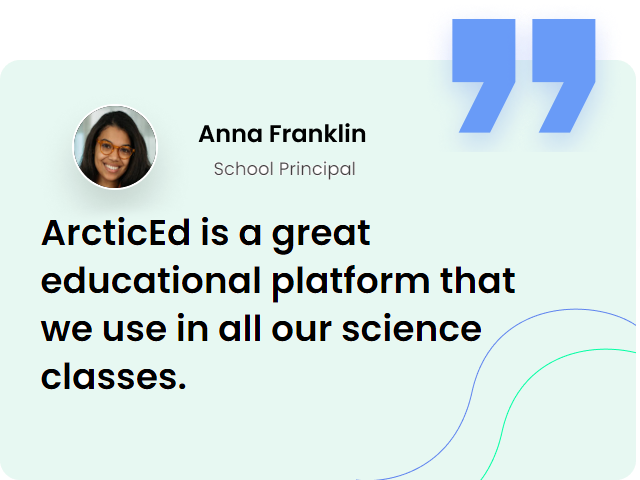 Anna Franklin
School Principal
ArcticEd is a great
educational platform that
we use in all our science
classes.